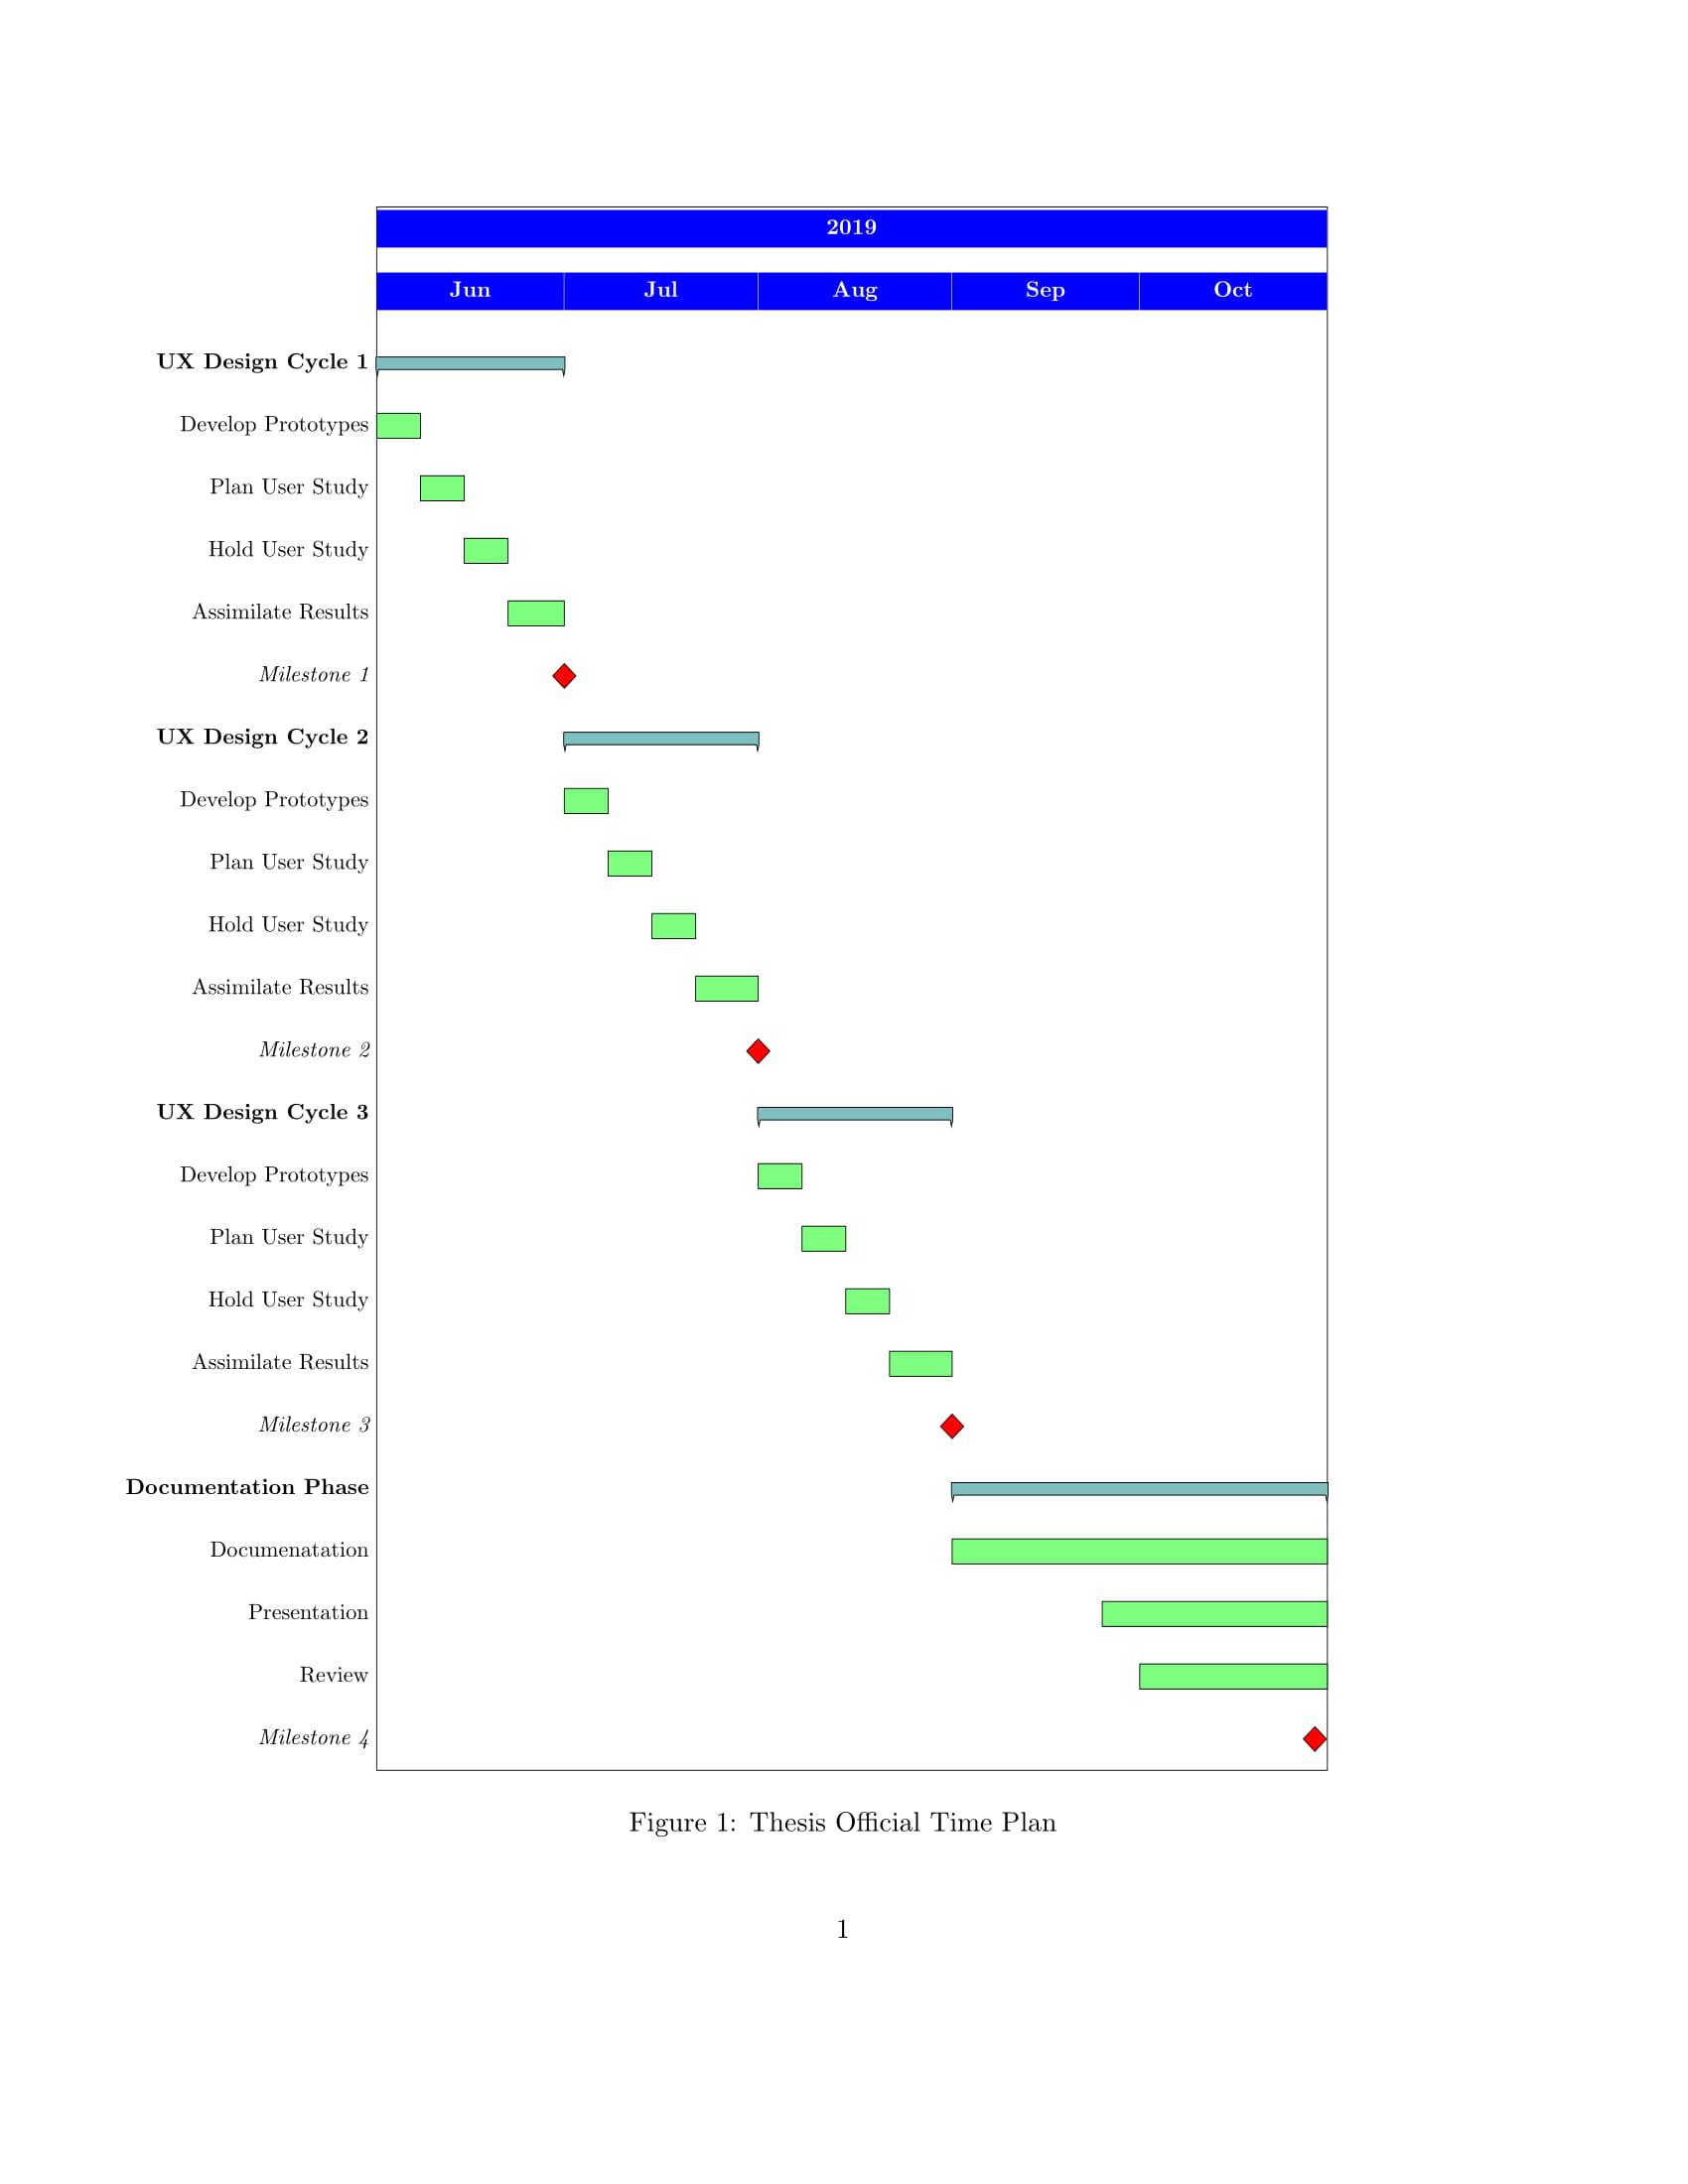 2019
Jun Jul Aug Sep Oct
UX Design Cycle 1
Develop Prototypes
Plan User Study
Hold User Study
Assimilate Results
Milestone 1
UX Design Cycle 2
Develop Prototypes
Plan User Study
Hold User Study
Assimilate Results
Milestone 2
UX Design Cycle 3
Develop Prototypes
Plan User Study
Hold User Study
Assimilate Results
Milestone 3
Documentation Phase
Documenatation
Presentation
Review
Milestone 4
Figure 1: Thesis Official Time Plan
1